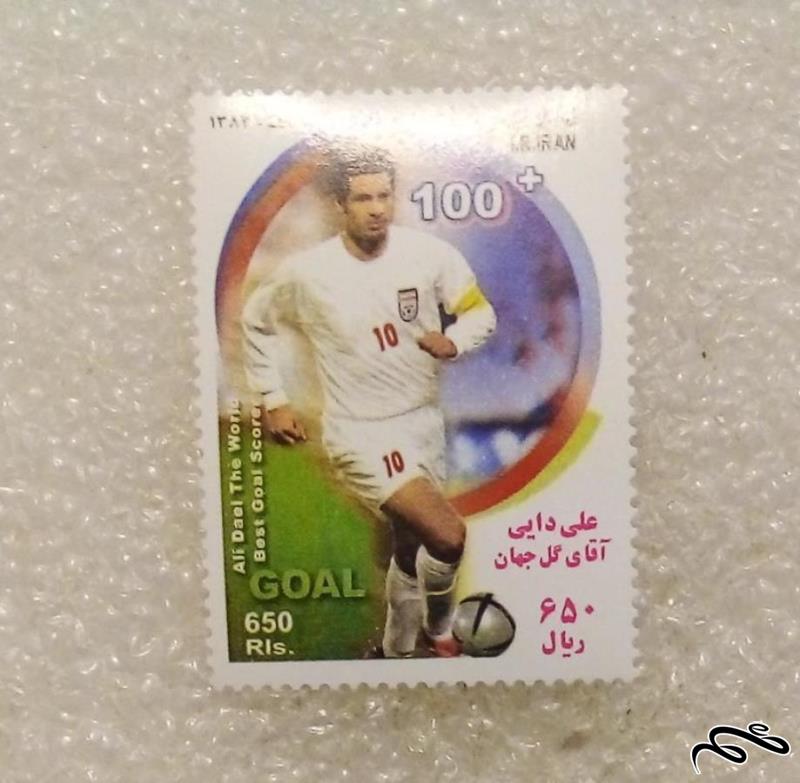 I.R.IRAN
100+
10
10
Ali Daei The World
Best Goal Scorer
GOAL
650
Rls.
علی دایی
آقای گل جهان
۶۵۰
ریال